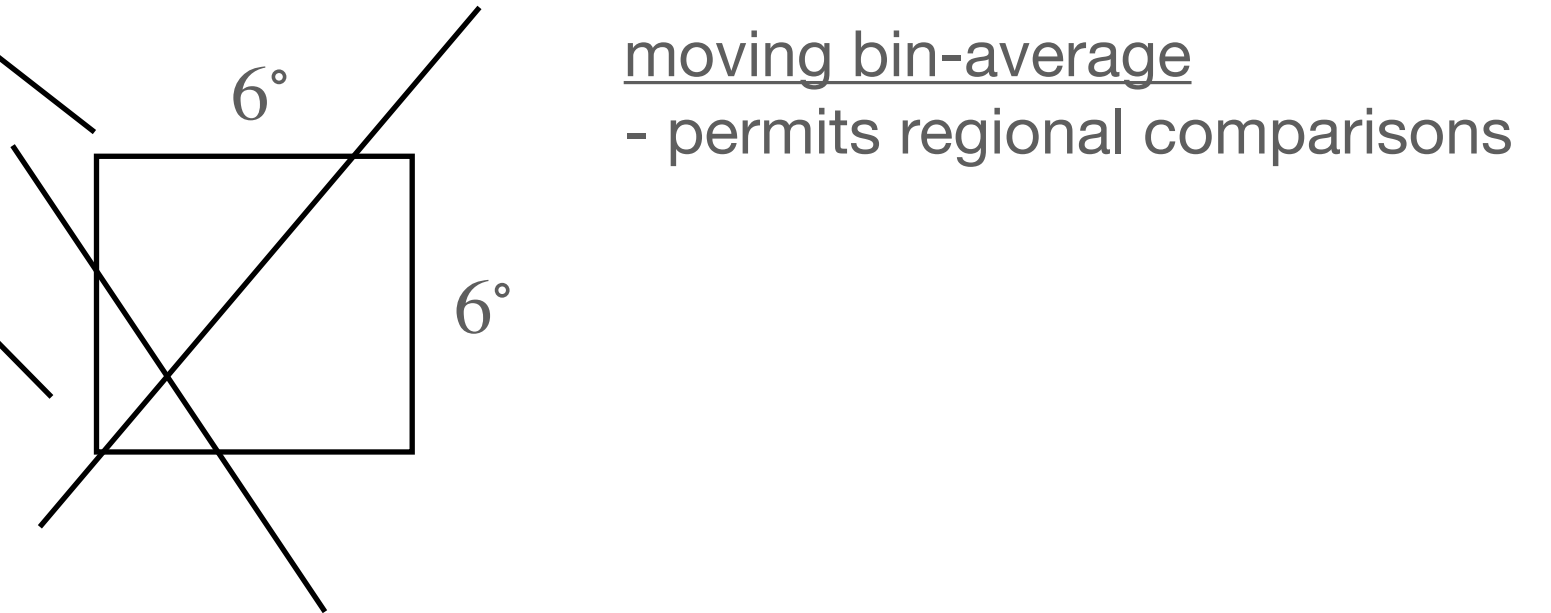 6°
moving bin-average
- permits regional comparisons
6°